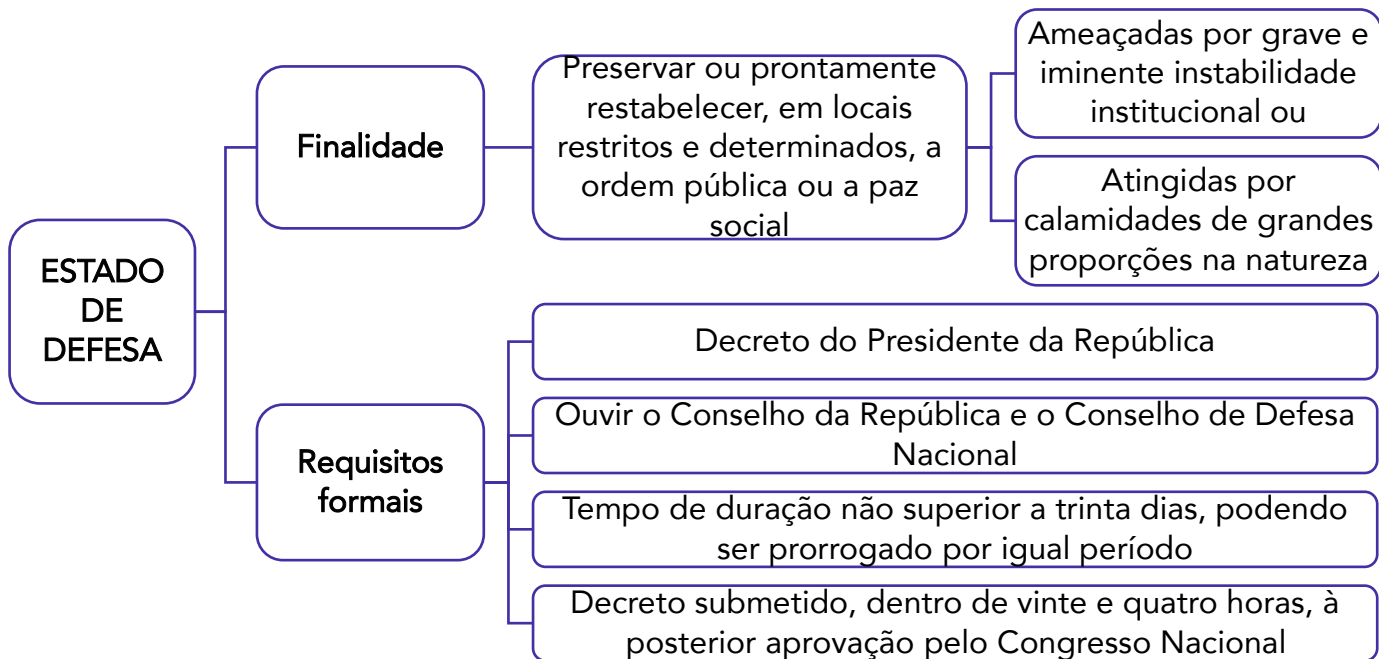 ESTADO
DE
DEFESA
Finalidade
Preservar ou prontamente
restabelecer, em locais
restritos e determinados, a
ordem pública ou a paz
social
Ameaçadas por grave e
iminente instabilidade
institucional ou
Atingidas por
calamidades de grandes
proporções na natureza
Requisitos
formais
Decreto do Presidente da República
Ouvir o Conselho da República e o Conselho de Defesa
Nacional
Tempo de duração não superior a trinta dias, podendo
ser prorrogado por igual período
Decreto submetido, dentro de vinte e quatro horas, à
posterior aprovação pelo Congresso Nacional